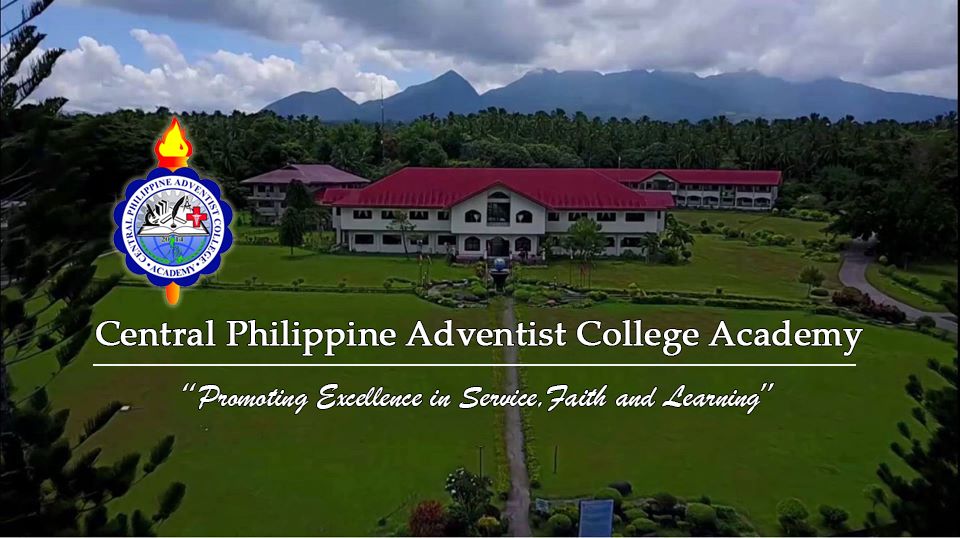 CENTRAL PHILIPPINE ADVENTIST COLLEGE
• ACADEMY •
Central Philippine Adventist College Academy
“Promoting Excellence in Service, Faith and Learning”